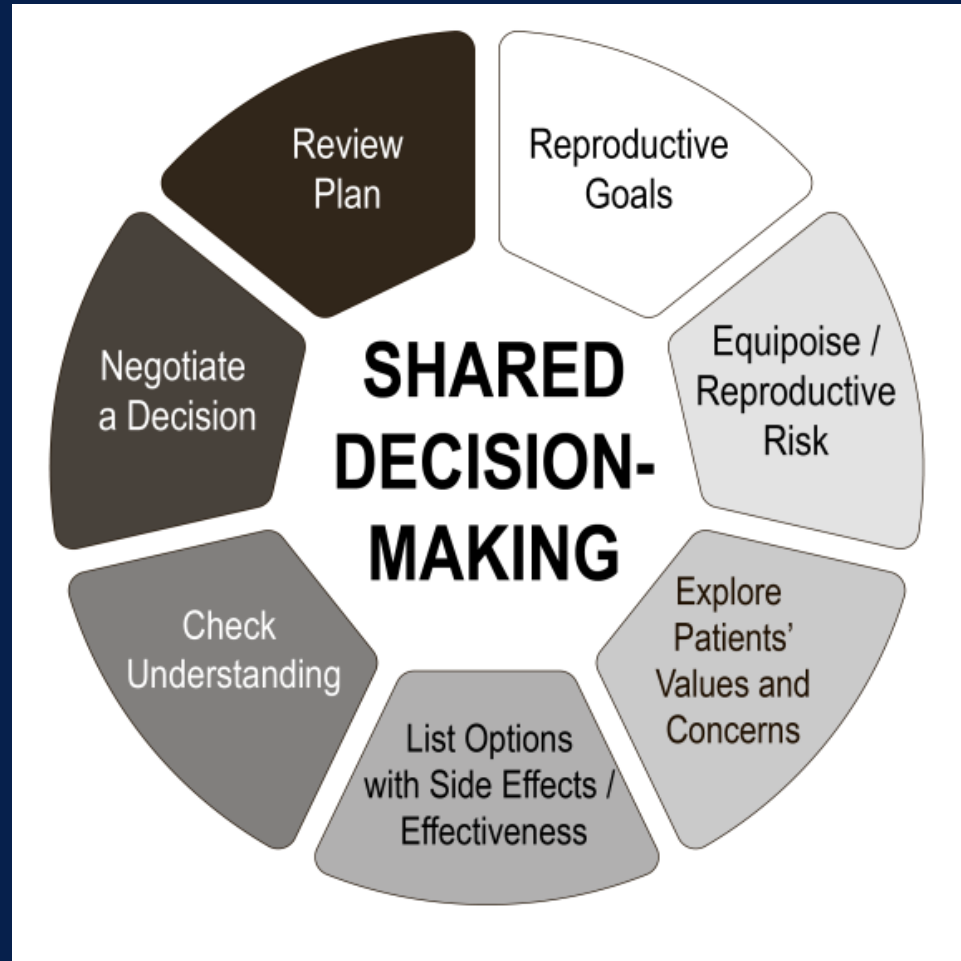 SHARED
DECISION-
MAKING
Reproductive
Goals
Equipoise /
Reproductive
Risk
Explore
Patients’
Values and
Concerns
List Options
with Side Effects /
Effectiveness
Check
Understanding
Negotiate
a Decision
Review
Plan